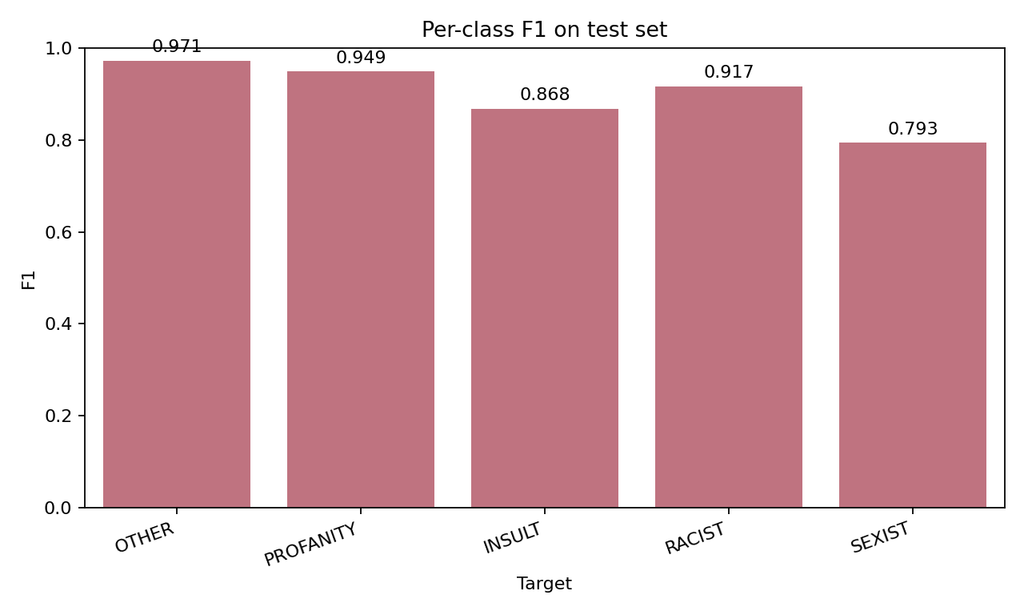 Per-class F1 on test set
1.0
0.8
0.6
0.4
0.2
0.0
F1
0.971
0.949
0.868
0.917
0.793
OTHER
PROFANITY
INSULT
RACIST
SEXIST
Target